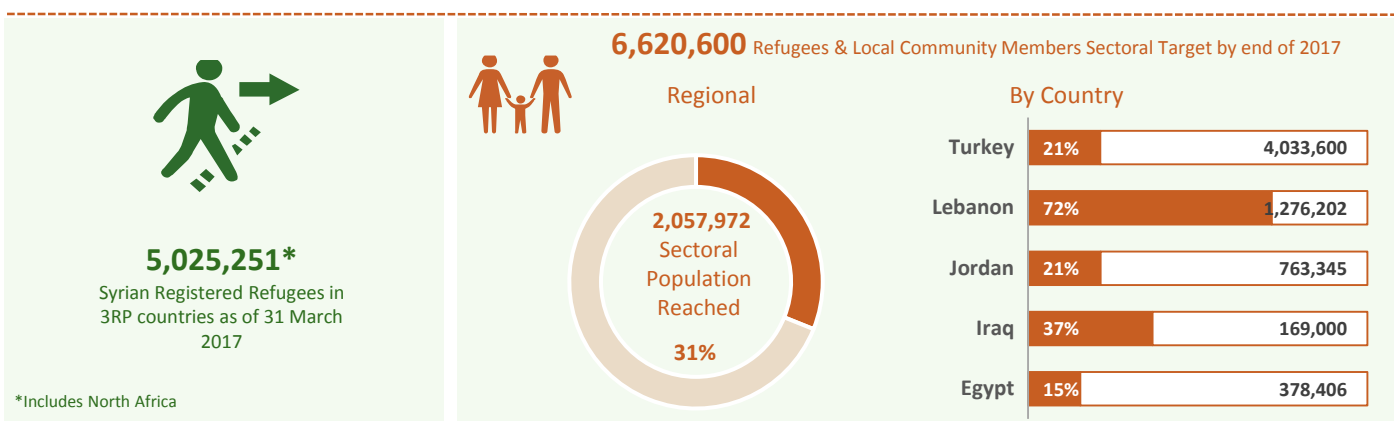 5,025,251*
Syrian Registered Refugees in
3RP countries as of 31 March
2017
*Includes North Africa
6,620,600 Refugees & Local Community Members Sectoral Target by end of 2017
Regional
2,057,972
Sectoral
Population
Reached
31%
By Country
Turkey 21% 4,033,600
Lebanon 72% 1,276,202
Jordan 21% 763,345
Iraq 37% 169,000
Egypt 15% 378,406